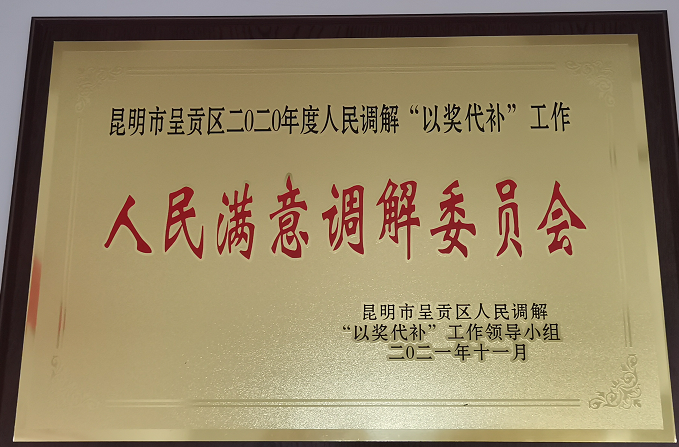 昆明市呈贡区二0二0年度人民调解“以奖代补”工作
人民满意调解委员会
昆明市呈贡区人民调解
“以奖代补”工作领导小组
二〇二一年十一月